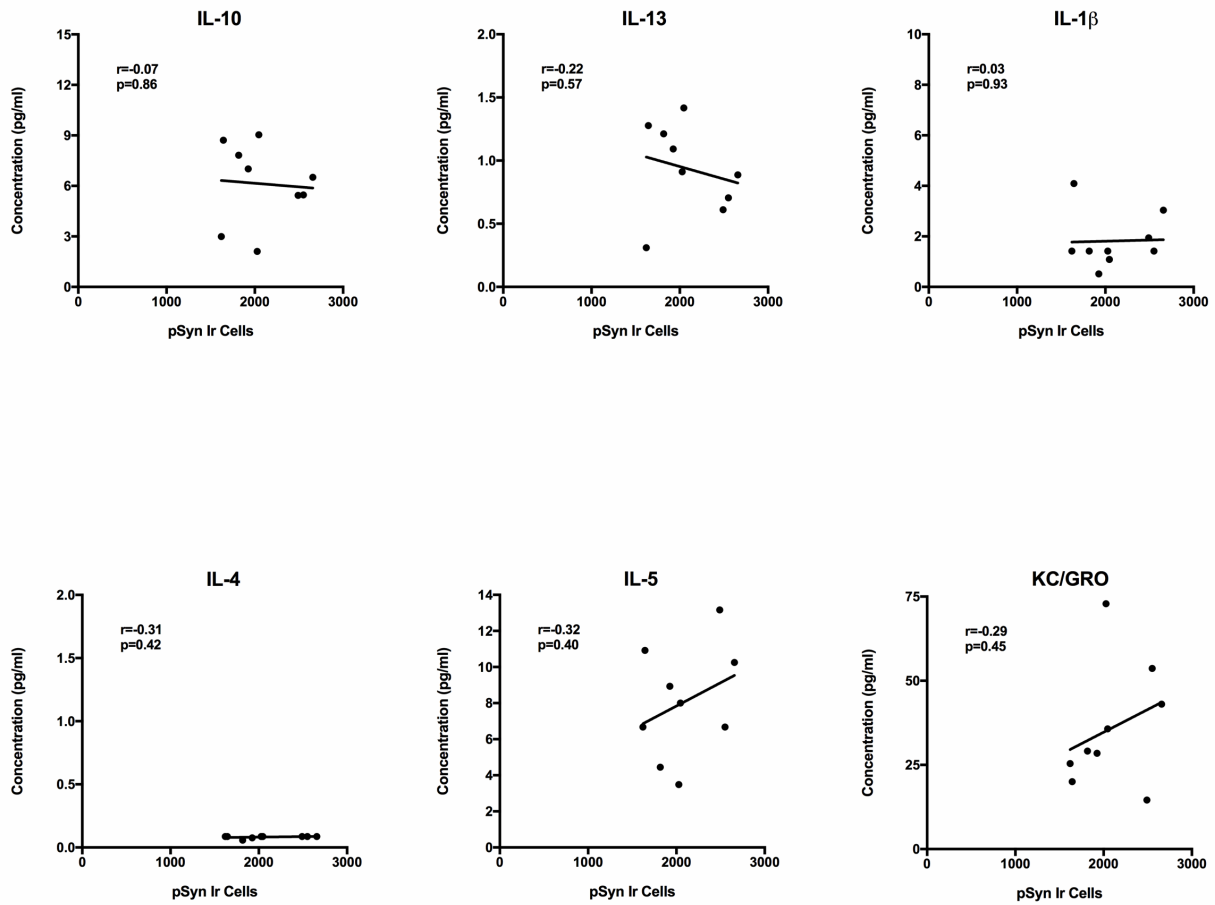 IL-10
15
12
9
6
3
0
Concentration (pg/ml)
r=-0.07
p=0.86
0 1000 2000 3000
pSyn Ir Cells
IL-13
2.0
1.5
1.0
0.5
0.0
Concentration (pg/ml)
r=-0.22
p=0.57
0 1000 2000 3000
pSyn Ir Cells
IL-1β
10
8
6
4
2
0
Concentration (pg/ml)
r=0.03
p=0.93
0 1000 2000 3000
pSyn Ir Cells
IL-4
2.0
1.5
1.0
0.5
0.0
Concentration (pg/ml)
r=-0.31
p=0.42
0 1000 2000 3000
pSyn Ir Cells
IL-5
14
12
10
8
6
4
2
0
Concentration (pg/ml)
r=-0.32
p=0.40
0 1000 2000 3000
pSyn Ir Cells
KC/GRO
75
50
25
0
Concentration (pg/ml)
r=-0.29
p=0.45
0 1000 2000 3000
pSyn Ir Cells